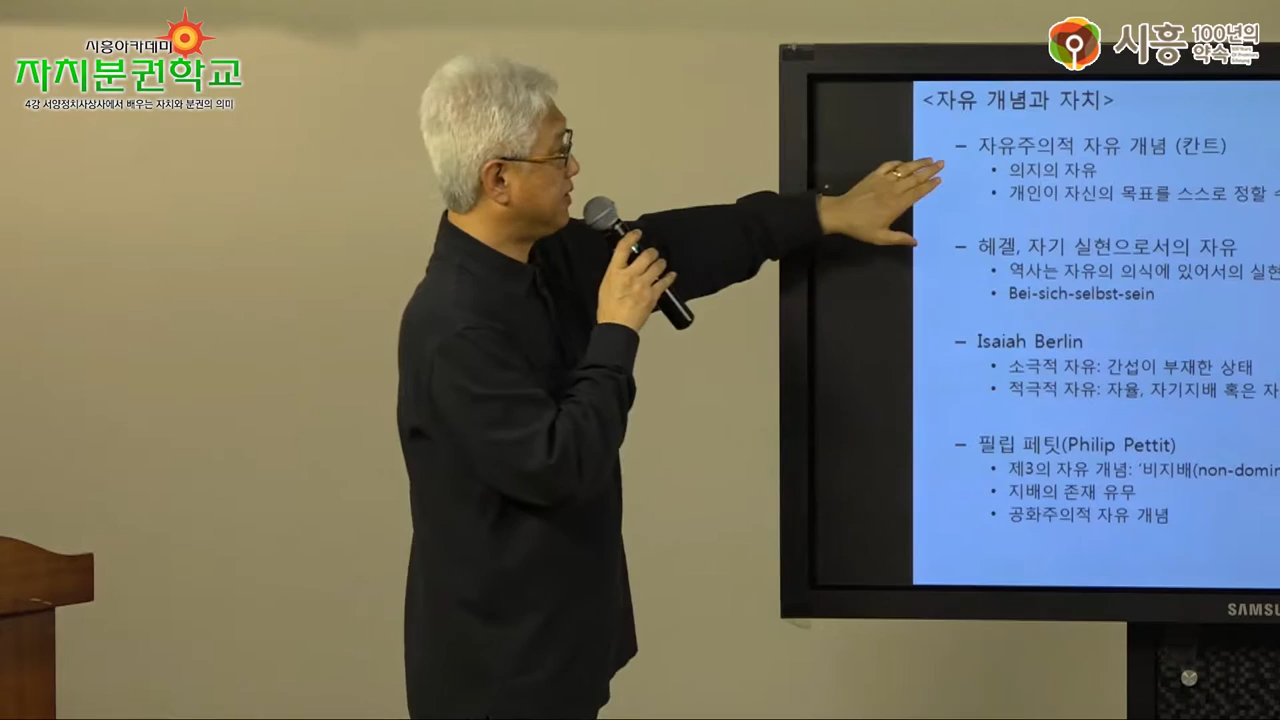 시흥아카데미
자치분권학교
4강 서양정치사상사에서 배우는 자치와 분권의 의미
시흥 100년의
약속
<자유 개념과 자치>
– 자유주의적 자유 개념 (칸트)
• 의지의 자유
• 개인이 자신의 목표를 스스로 정할
– 헤겔, 자기 실현으로서의 자유
• 역사는 자유의 의식에 있어서의 실현
• Bei-sich-selbst-sein
– Isaiah Berlin
• 소극적 자유: 간섭이 부재한 상태
• 적극적 자유: 자율, 자기지배 혹은 자
– 필립 페팃(Philip Pettit)
• 제3의 자유 개념: '비지배(non-domin
• 지배의 존재 유무
• 공화주의적 자유 개념
SAMSU